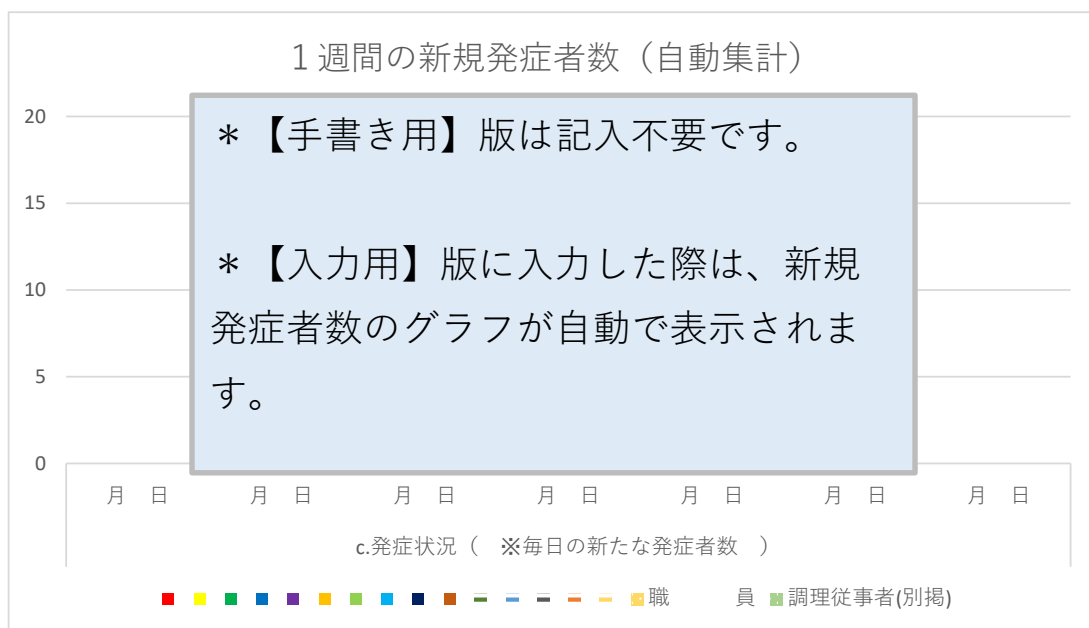 １週間の新規発症者数（自動集計）
20
15
10
5
0
＊【手書き用】版は記入不要です。
＊【入力用】版に入力した際は、新規
発症者数のグラフが自動で表示されま
す。
月　日　月　日　月　日　月　日　月　日　月　日　月　日
c.発症状況（　※毎日の新たな発症者数　）
職　　　員　調理従事者(別掲)